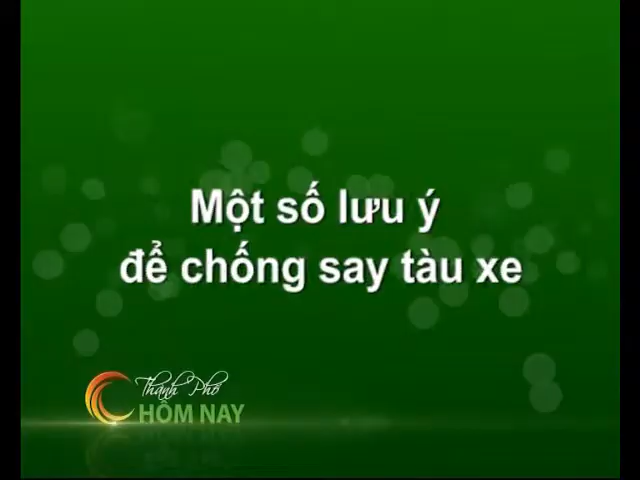 Một số lưu ý
để chống say tàu xe
Thành Phố
HÔM NAY